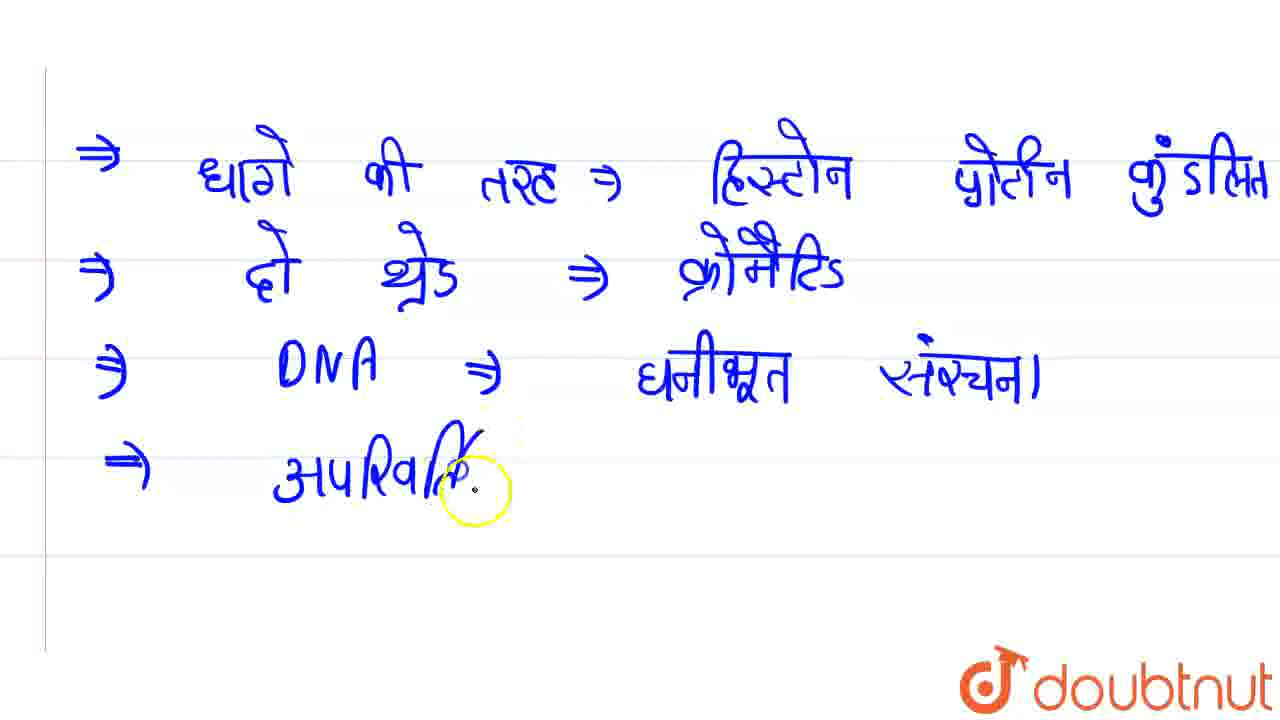 ⇒ धागे की तरह ⇒ हिस्टोन प्रोटीन कुंडलित
⇒ दो थ्रेड ⇒ क्रोमैटिड
⇒ DNA ⇒ घनीभूत संरचना
⇒ अपरिवर्ति
doubtnut